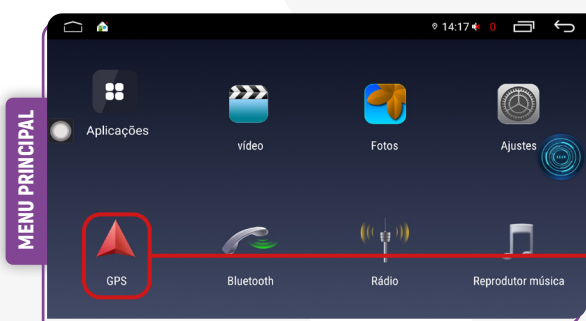 MENU PRINCIPAL
14:17
0
Aplicações
vídeo
Fotos
Ajustes
GPS
Bluetooth
Rádio
Reprodutor música